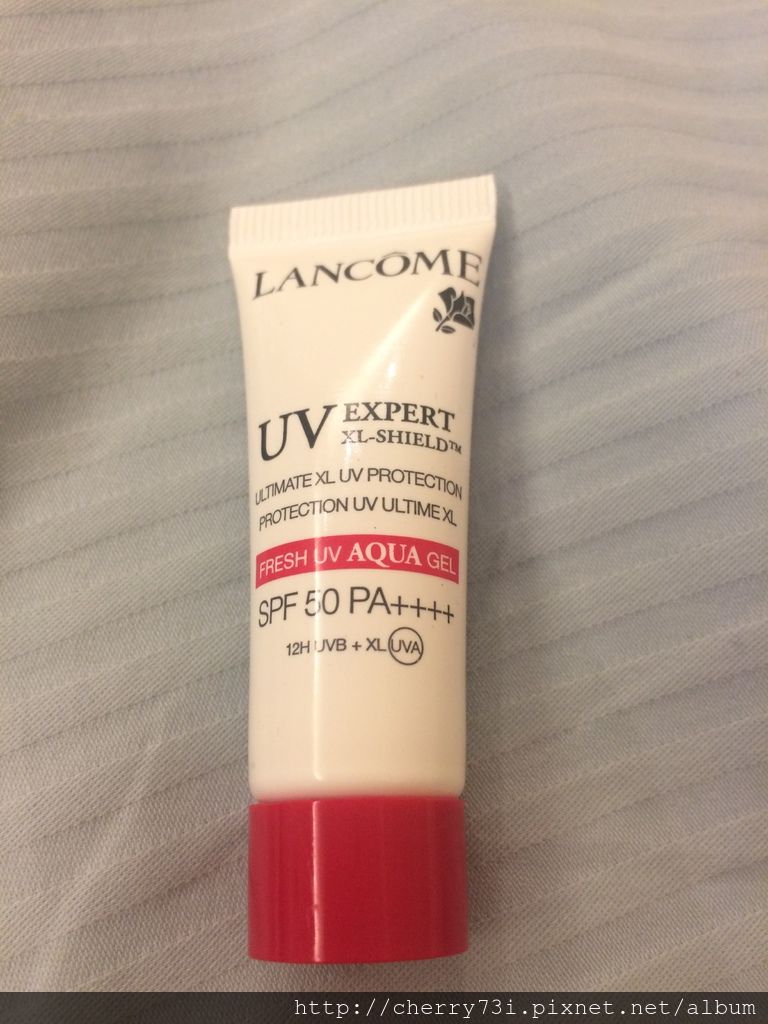 LANCÔME
UV EXPERT
XL-SHIELD™
ULTIMATE XL UV PROTECTION
PROTECTION UV ULTIME XL
FRESH UV AQUA GEL
SPF 50 PA++++
12H UVB + XL UVA
http://cherry73i.pixnet.net/album